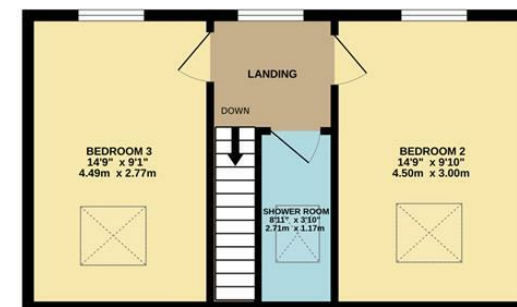 LANDING
DOWN
BEDROOM 3
14'9" x 9'1"
4.49m x 2.77m
BEDROOM 2
14'9" x 9'10"
4.50m x 3.00m
SHOWER ROOM
8'11" x 3'10"
2.71m x 1.17m